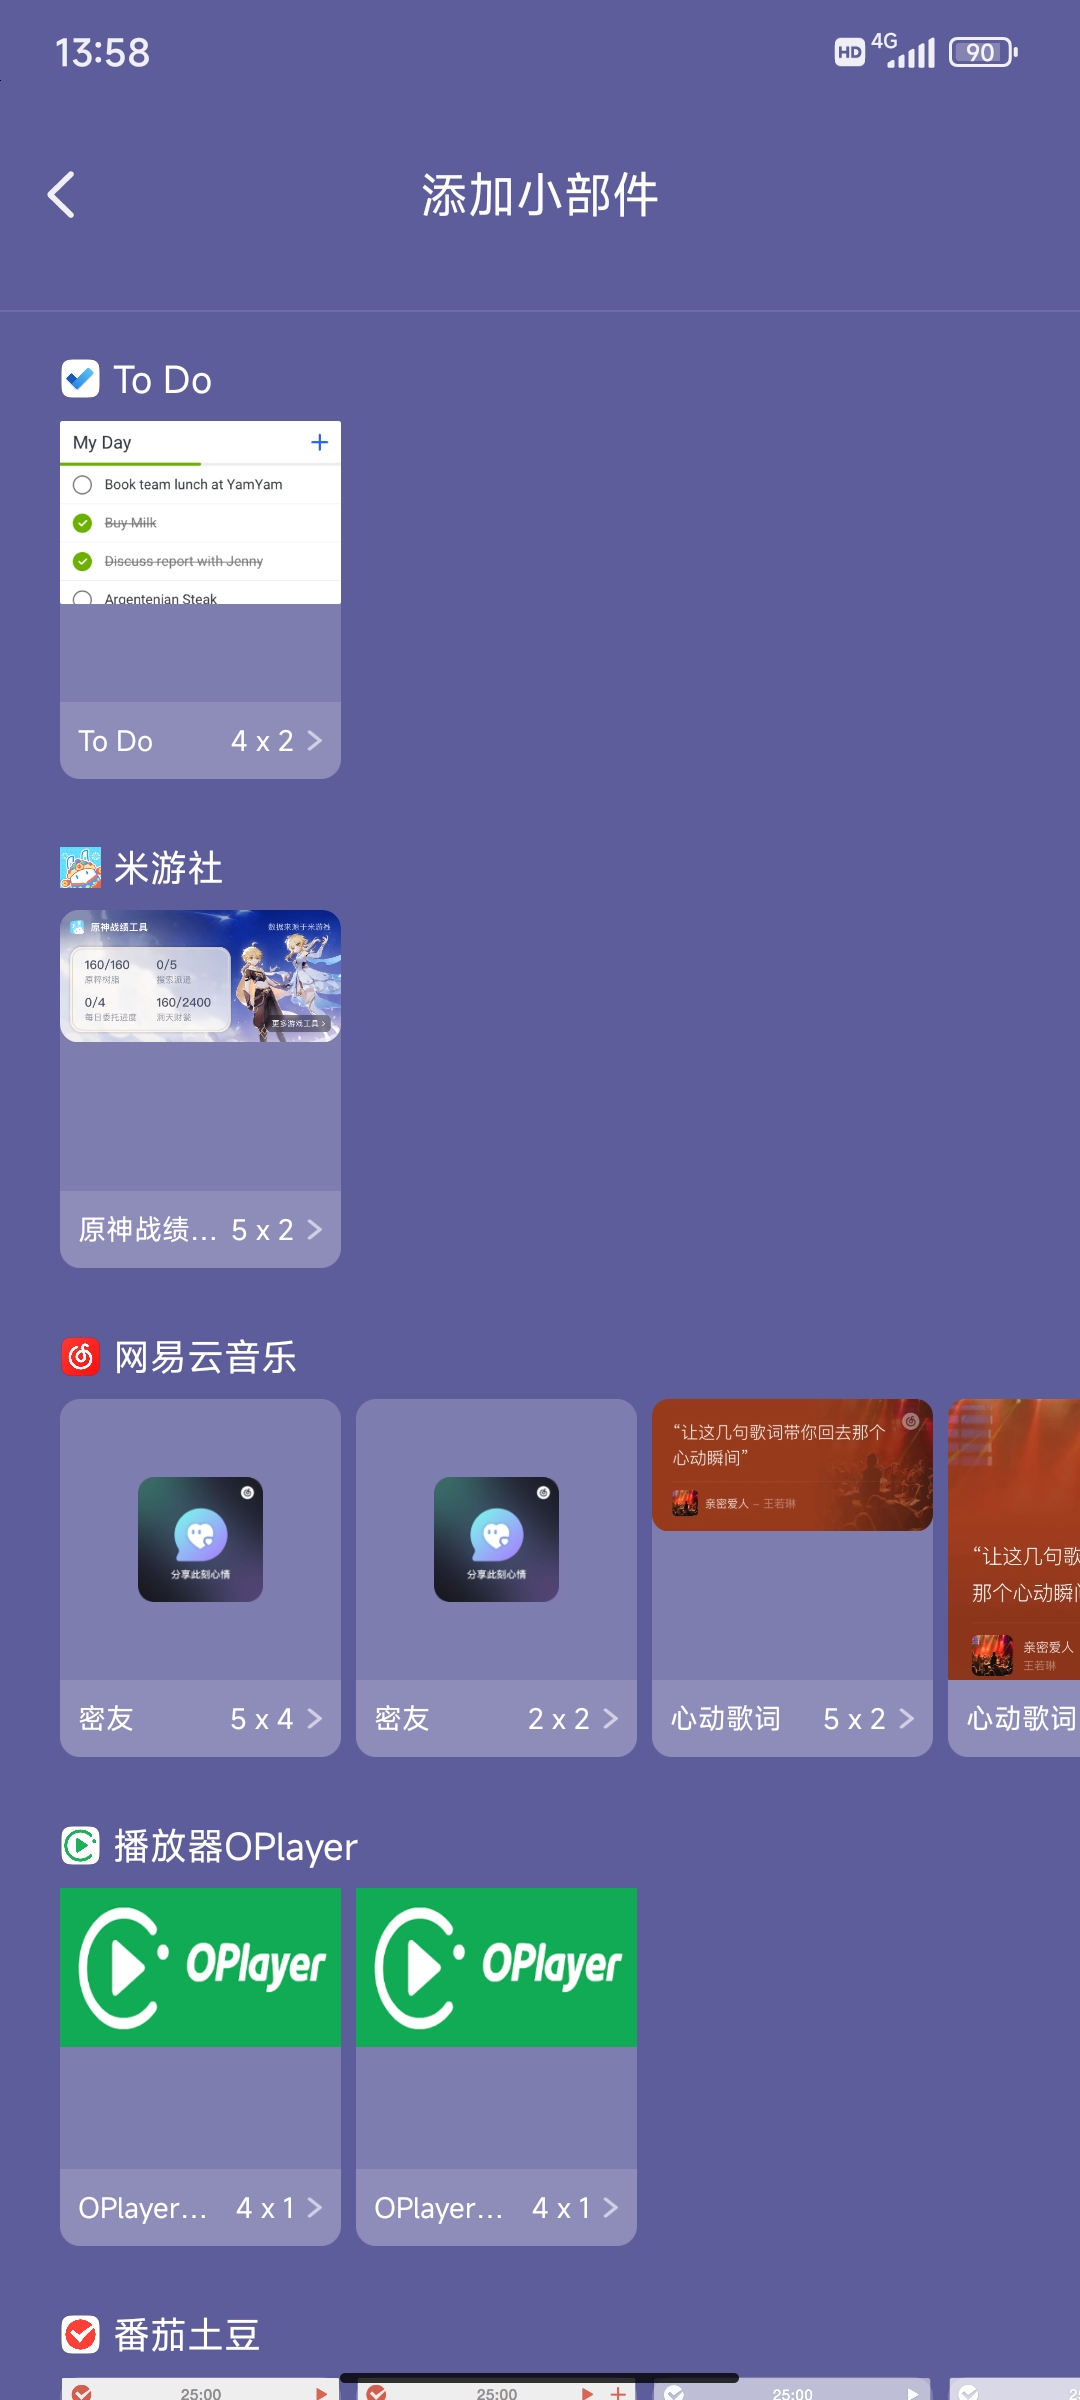 13:58
HD 4G 90
添加小部件
To Do
My Day
Book team lunch at YamYam
Buy Milk
Discuss report with Jenny
Argentenian Steak
To Do 4 x 2
米游社
原神战绩工具 数据来源于米游社
160/160 0/5
原粹树脂 探索派遣
0/4 160/2400
每日委托进度 洞天财瓮
更多游戏工具
原神战绩... 5 x 2
网易云音乐
分享此刻心情
密友 5 x 4
分享此刻心情
密友 2 x 2
“让这几句歌词带你回去那个
心动瞬间”
亲密爱人 - 王若琳
心动歌词 5 x 2
“让这几句歌
那个心动瞬间
亲密爱人
王若琳
心动歌词
播放器OPlayer
OPlayer
OPlayer... 4 x 1
OPlayer
OPlayer... 4 x 1
番茄土豆
25:00
25:00
25:00